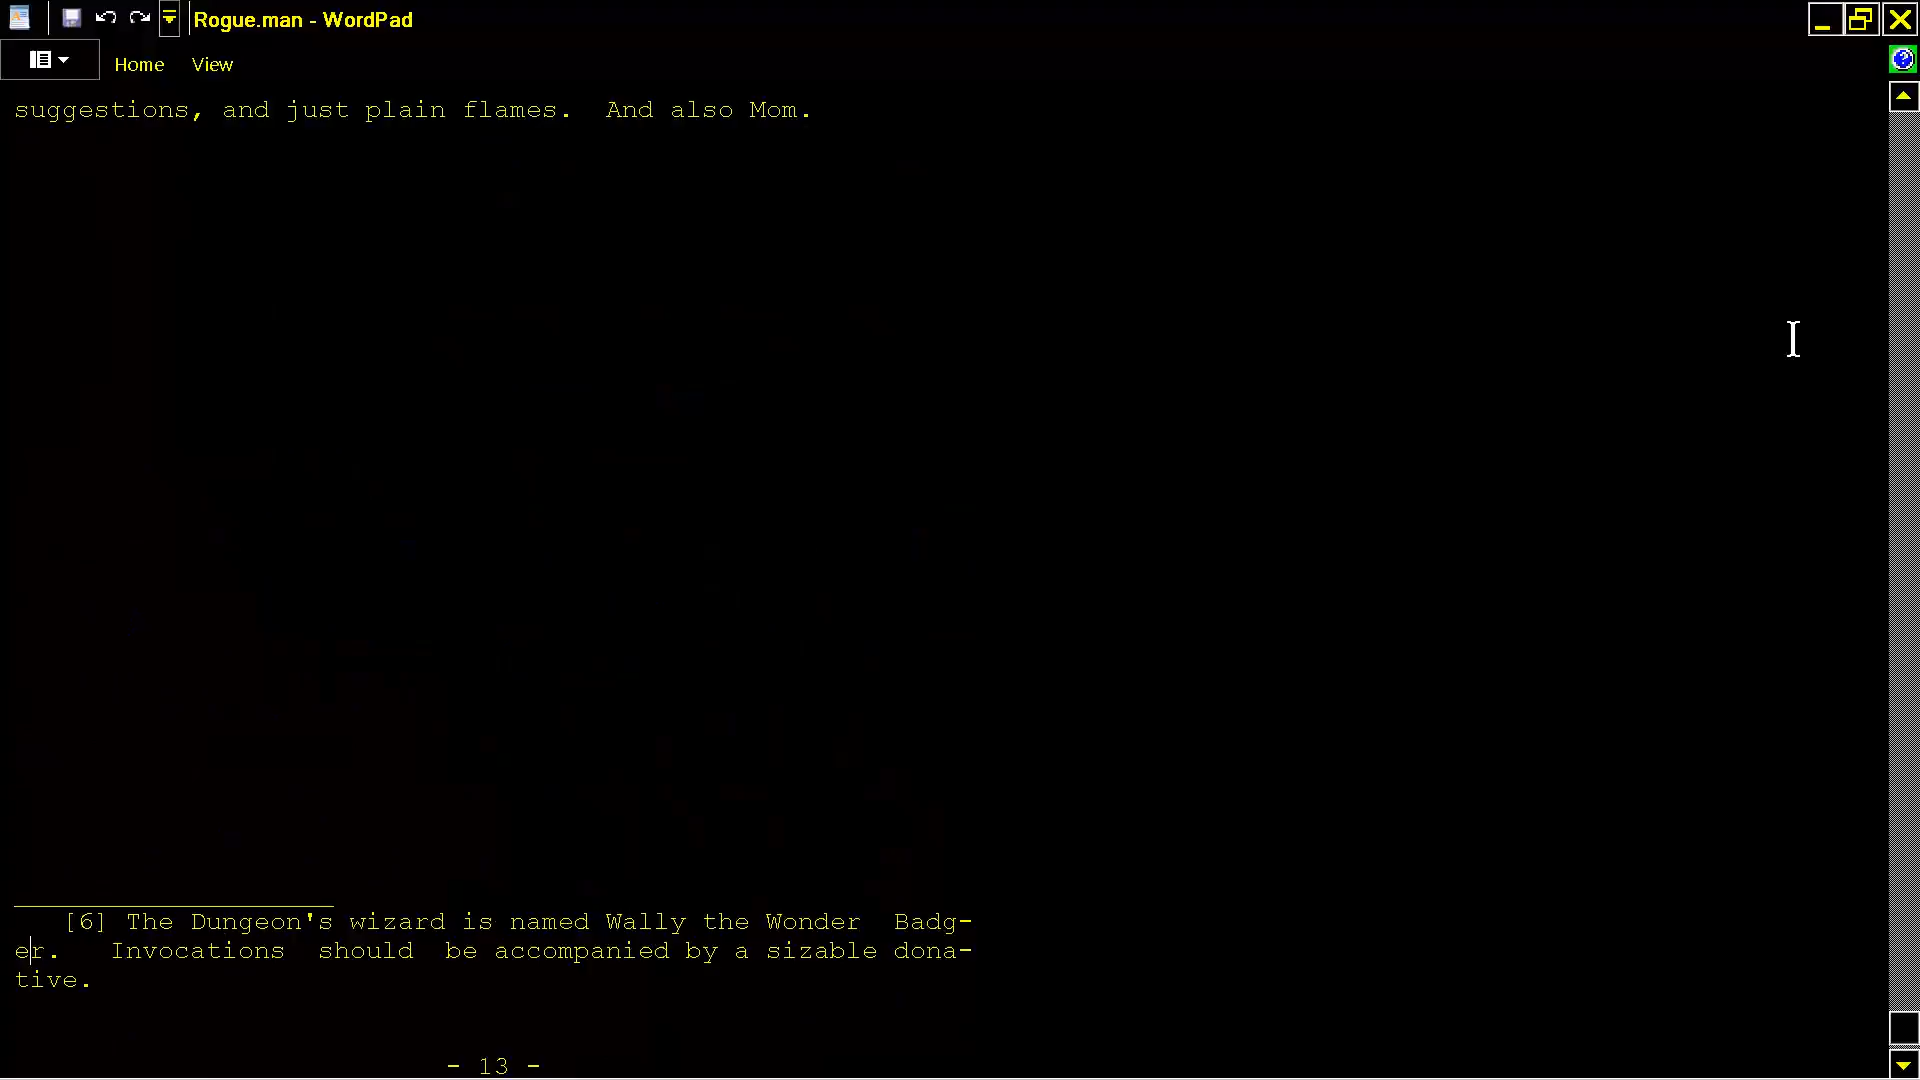 Rogue.man - WordPad
Home View
suggestions, and just plain flames.  And also Mom.
[6] The Dungeon's wizard is named Wally the Wonder  Badg-
er.   Invocations  should  be accompanied by a sizable dona-
tive.
- 13 -